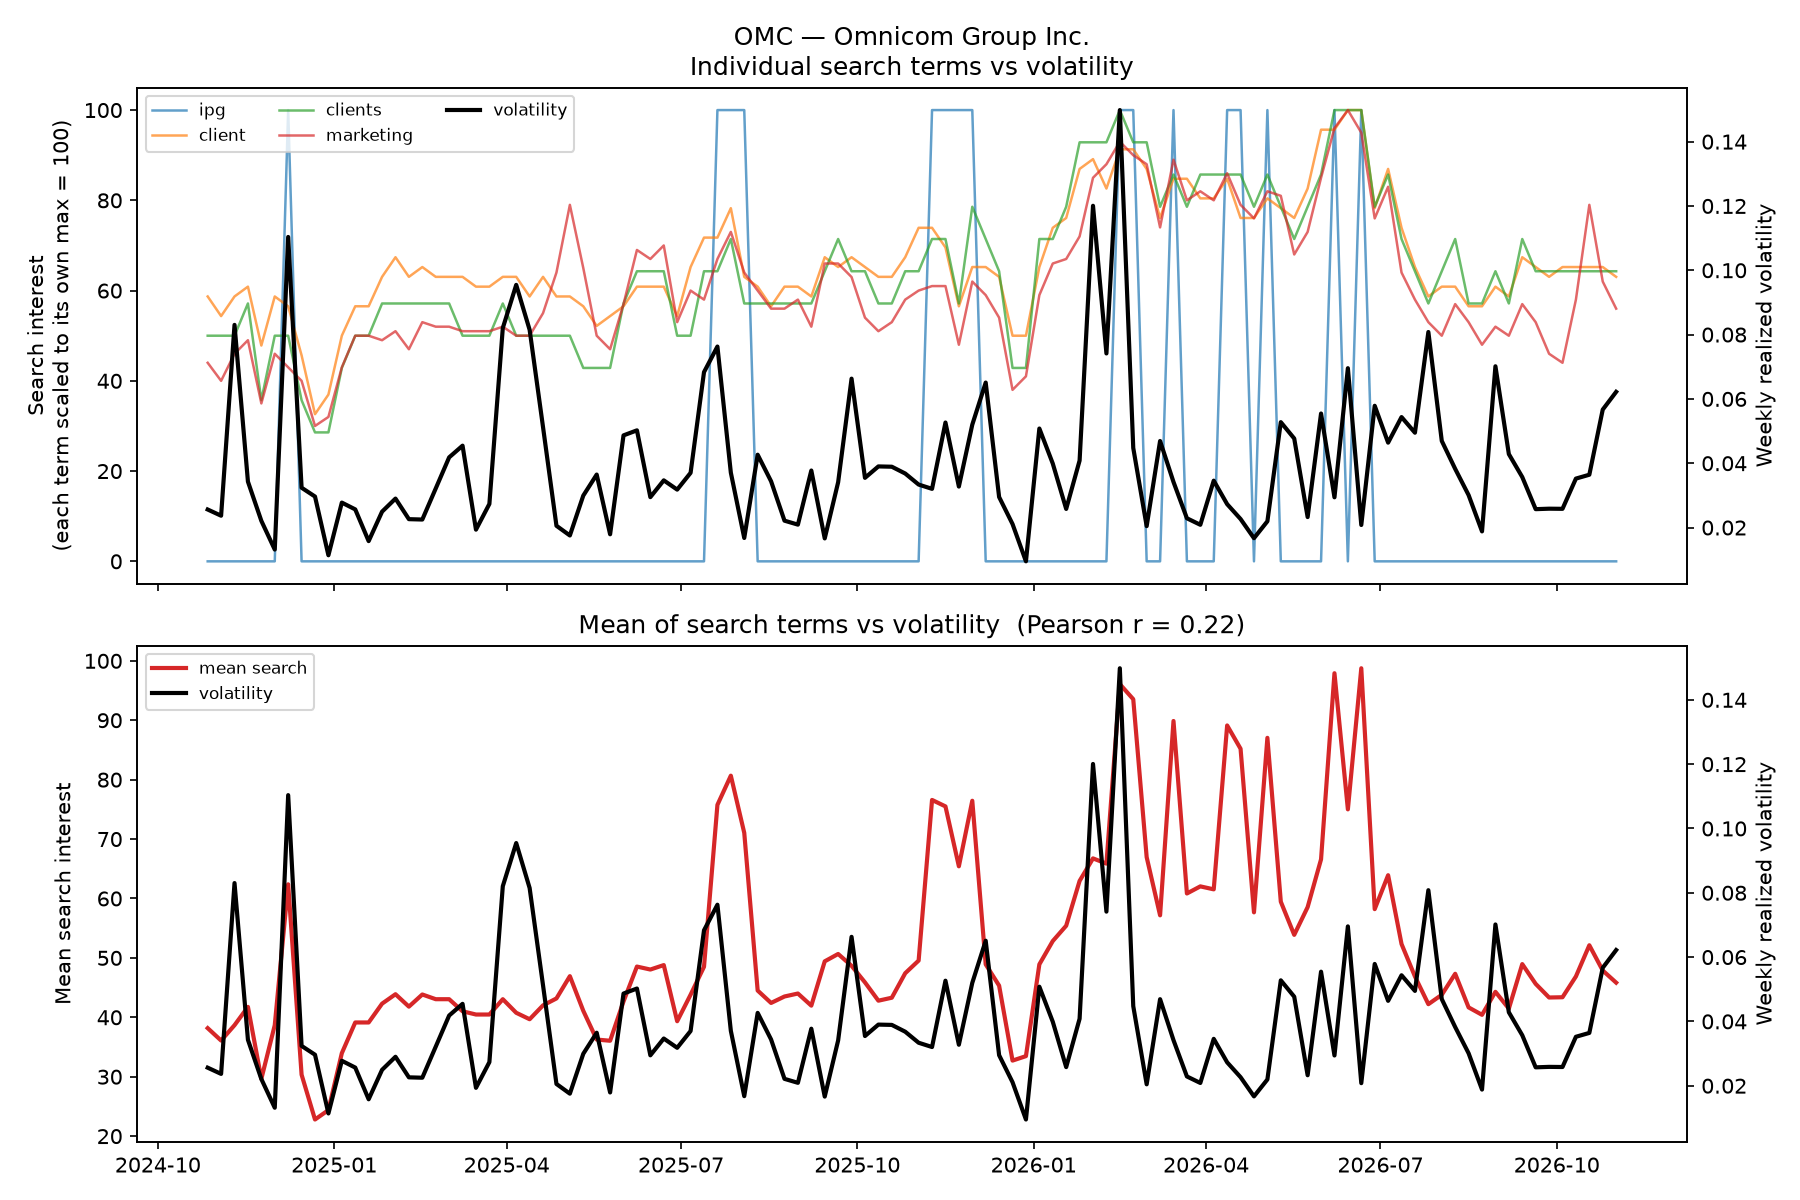 OMC — Omnicom Group Inc.
Individual search terms vs volatility
ipg
client
clients
marketing
volatility
Search interest
(each term scaled to its own max = 100)
100
80
60
40
20
0
0.14
0.12
0.10
0.08
0.06
0.04
0.02
Weekly realized volatility
Mean of search terms vs volatility (Pearson r = 0.22)
mean search
volatility
Mean search interest
100
90
80
70
60
50
40
30
20
0.14
0.12
0.10
0.08
0.06
0.04
0.02
Weekly realized volatility
2024-10
2025-01
2025-04
2025-07
2025-10
2026-01
2026-04
2026-07
2026-10